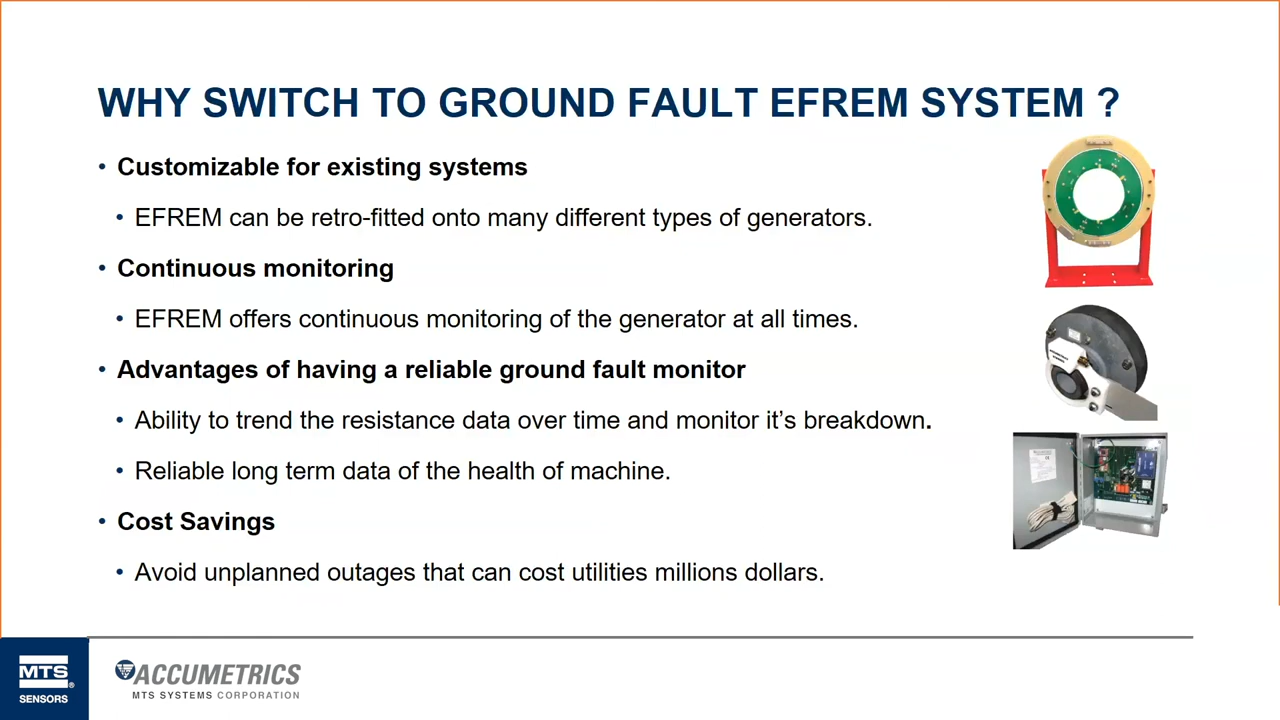 WHY SWITCH TO GROUND FAULT EFREM SYSTEM ?
• Customizable for existing systems
• EFREM can be retro-fitted onto many different types of generators.
• Continuous monitoring
• EFREM offers continuous monitoring of the generator at all times.
• Advantages of having a reliable ground fault monitor
• Ability to trend the resistance data over time and monitor it's breakdown.
• Reliable long term data of the health of machine.
• Cost Savings
• Avoid unplanned outages that can cost utilities millions dollars.
MTS®
SENSORS
ACCUMETRICS
MTS SYSTEMS CORPORATION